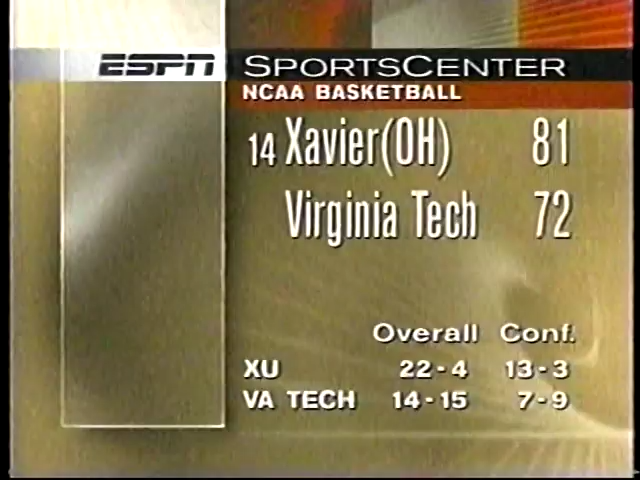 ESPN SPORTSCENTER
NCAA BASKETBALL
14 Xavier(OH) 81
Virginia Tech 72
Overall Conf.
XU 22-4 13-3
VA TECH 14-15 7-9